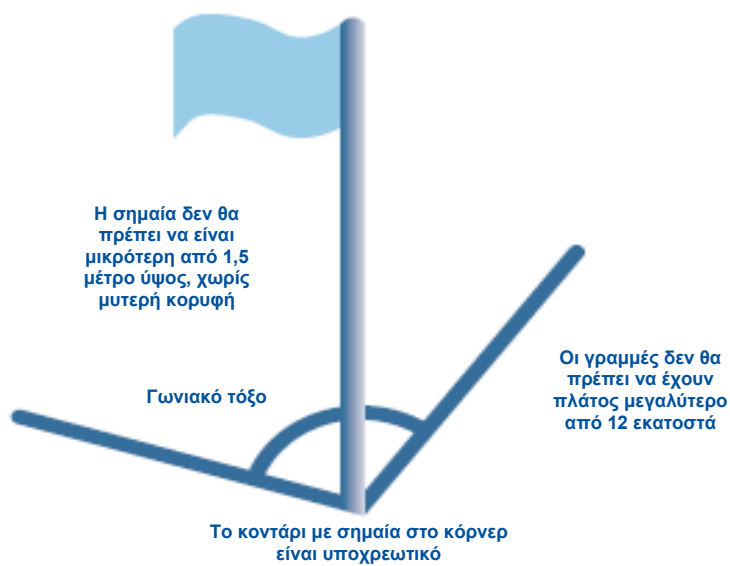 Η σημαία δεν θα
πρέπει να είναι
μικρότερη από 1,5
μέτρο ύψος, χωρίς
μυτερή κορυφή
Γωνιακό τόξο
Οι γραμμές δεν θα
πρέπει να έχουν
πλάτος μεγαλύτερο
από 12 εκατοστά
Το κοντάρι με σημαία στο κόρνερ
είναι υποχρεωτικό